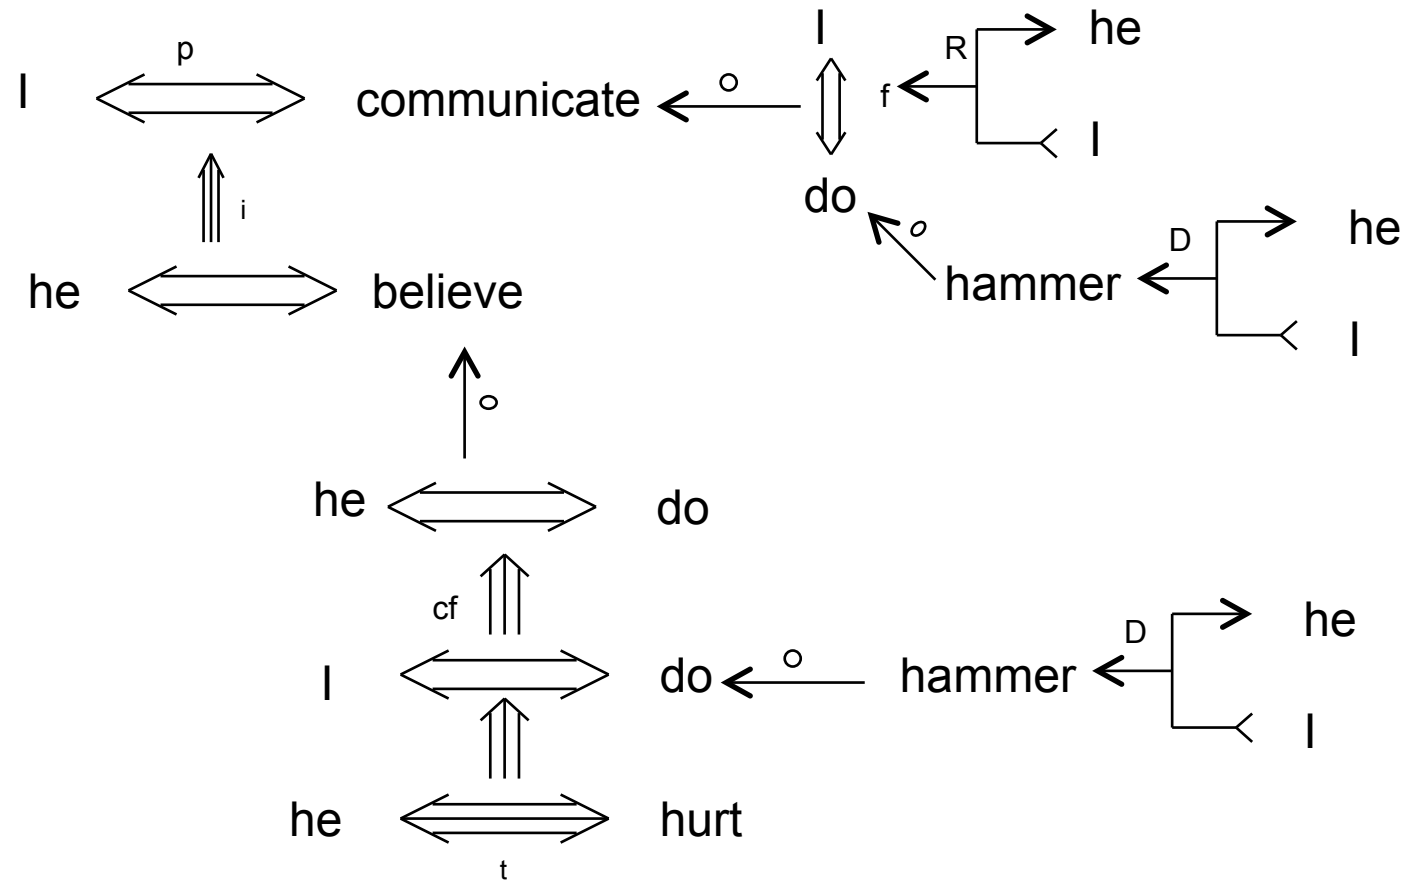 p
I communicate o I R he
f I
do
i
o
D he
he believe hammer
I
o
he do
cf
D he
I do o hammer
I
he hurt
t